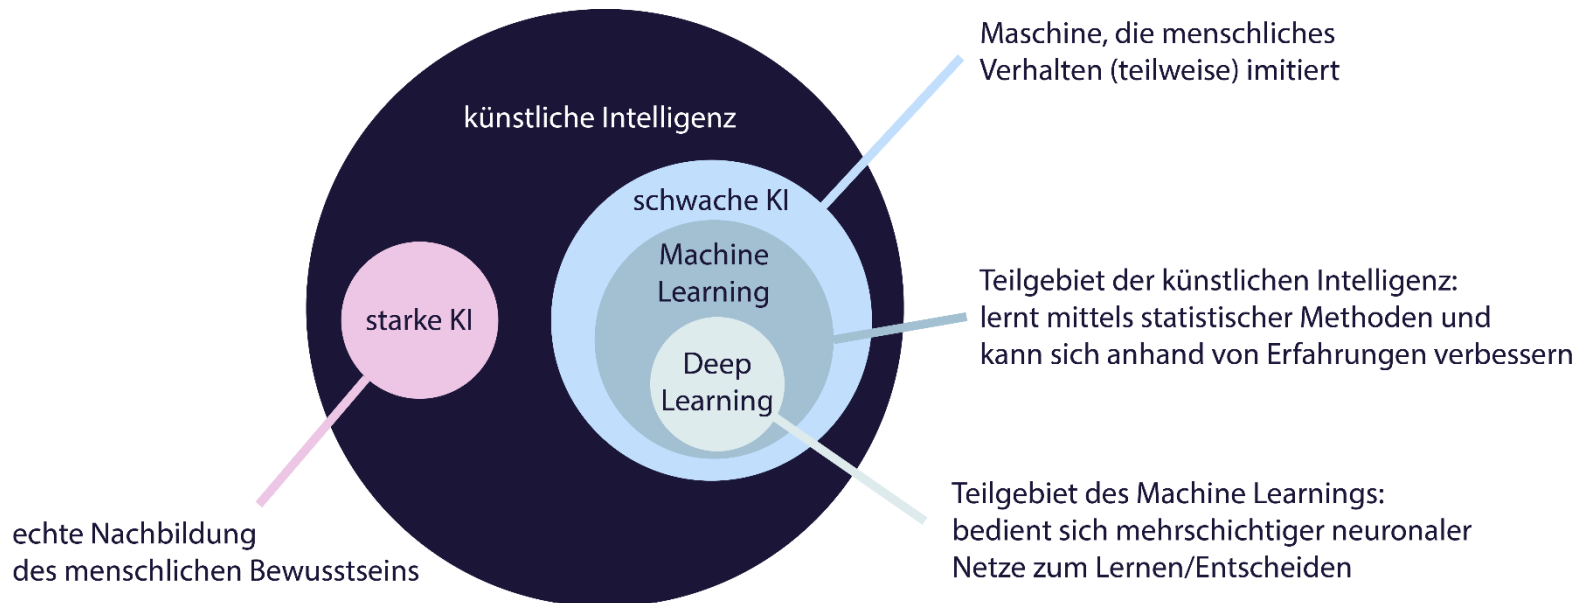 Maschine, die menschliches
Verhalten (teilweise) imitiert
künstliche Intelligenz
schwache KI
Machine
Learning
Teilgebiet der künstlichen Intelligenz:
lernt mittels statistischer Methoden und
kann sich anhand von Erfahrungen verbessern
starke KI
Deep
Learning
Teilgebiet des Machine Learnings:
bedient sich mehrschichtiger neuronaler
Netze zum Lernen/Entscheiden
echte Nachbildung
des menschlichen Bewusstseins